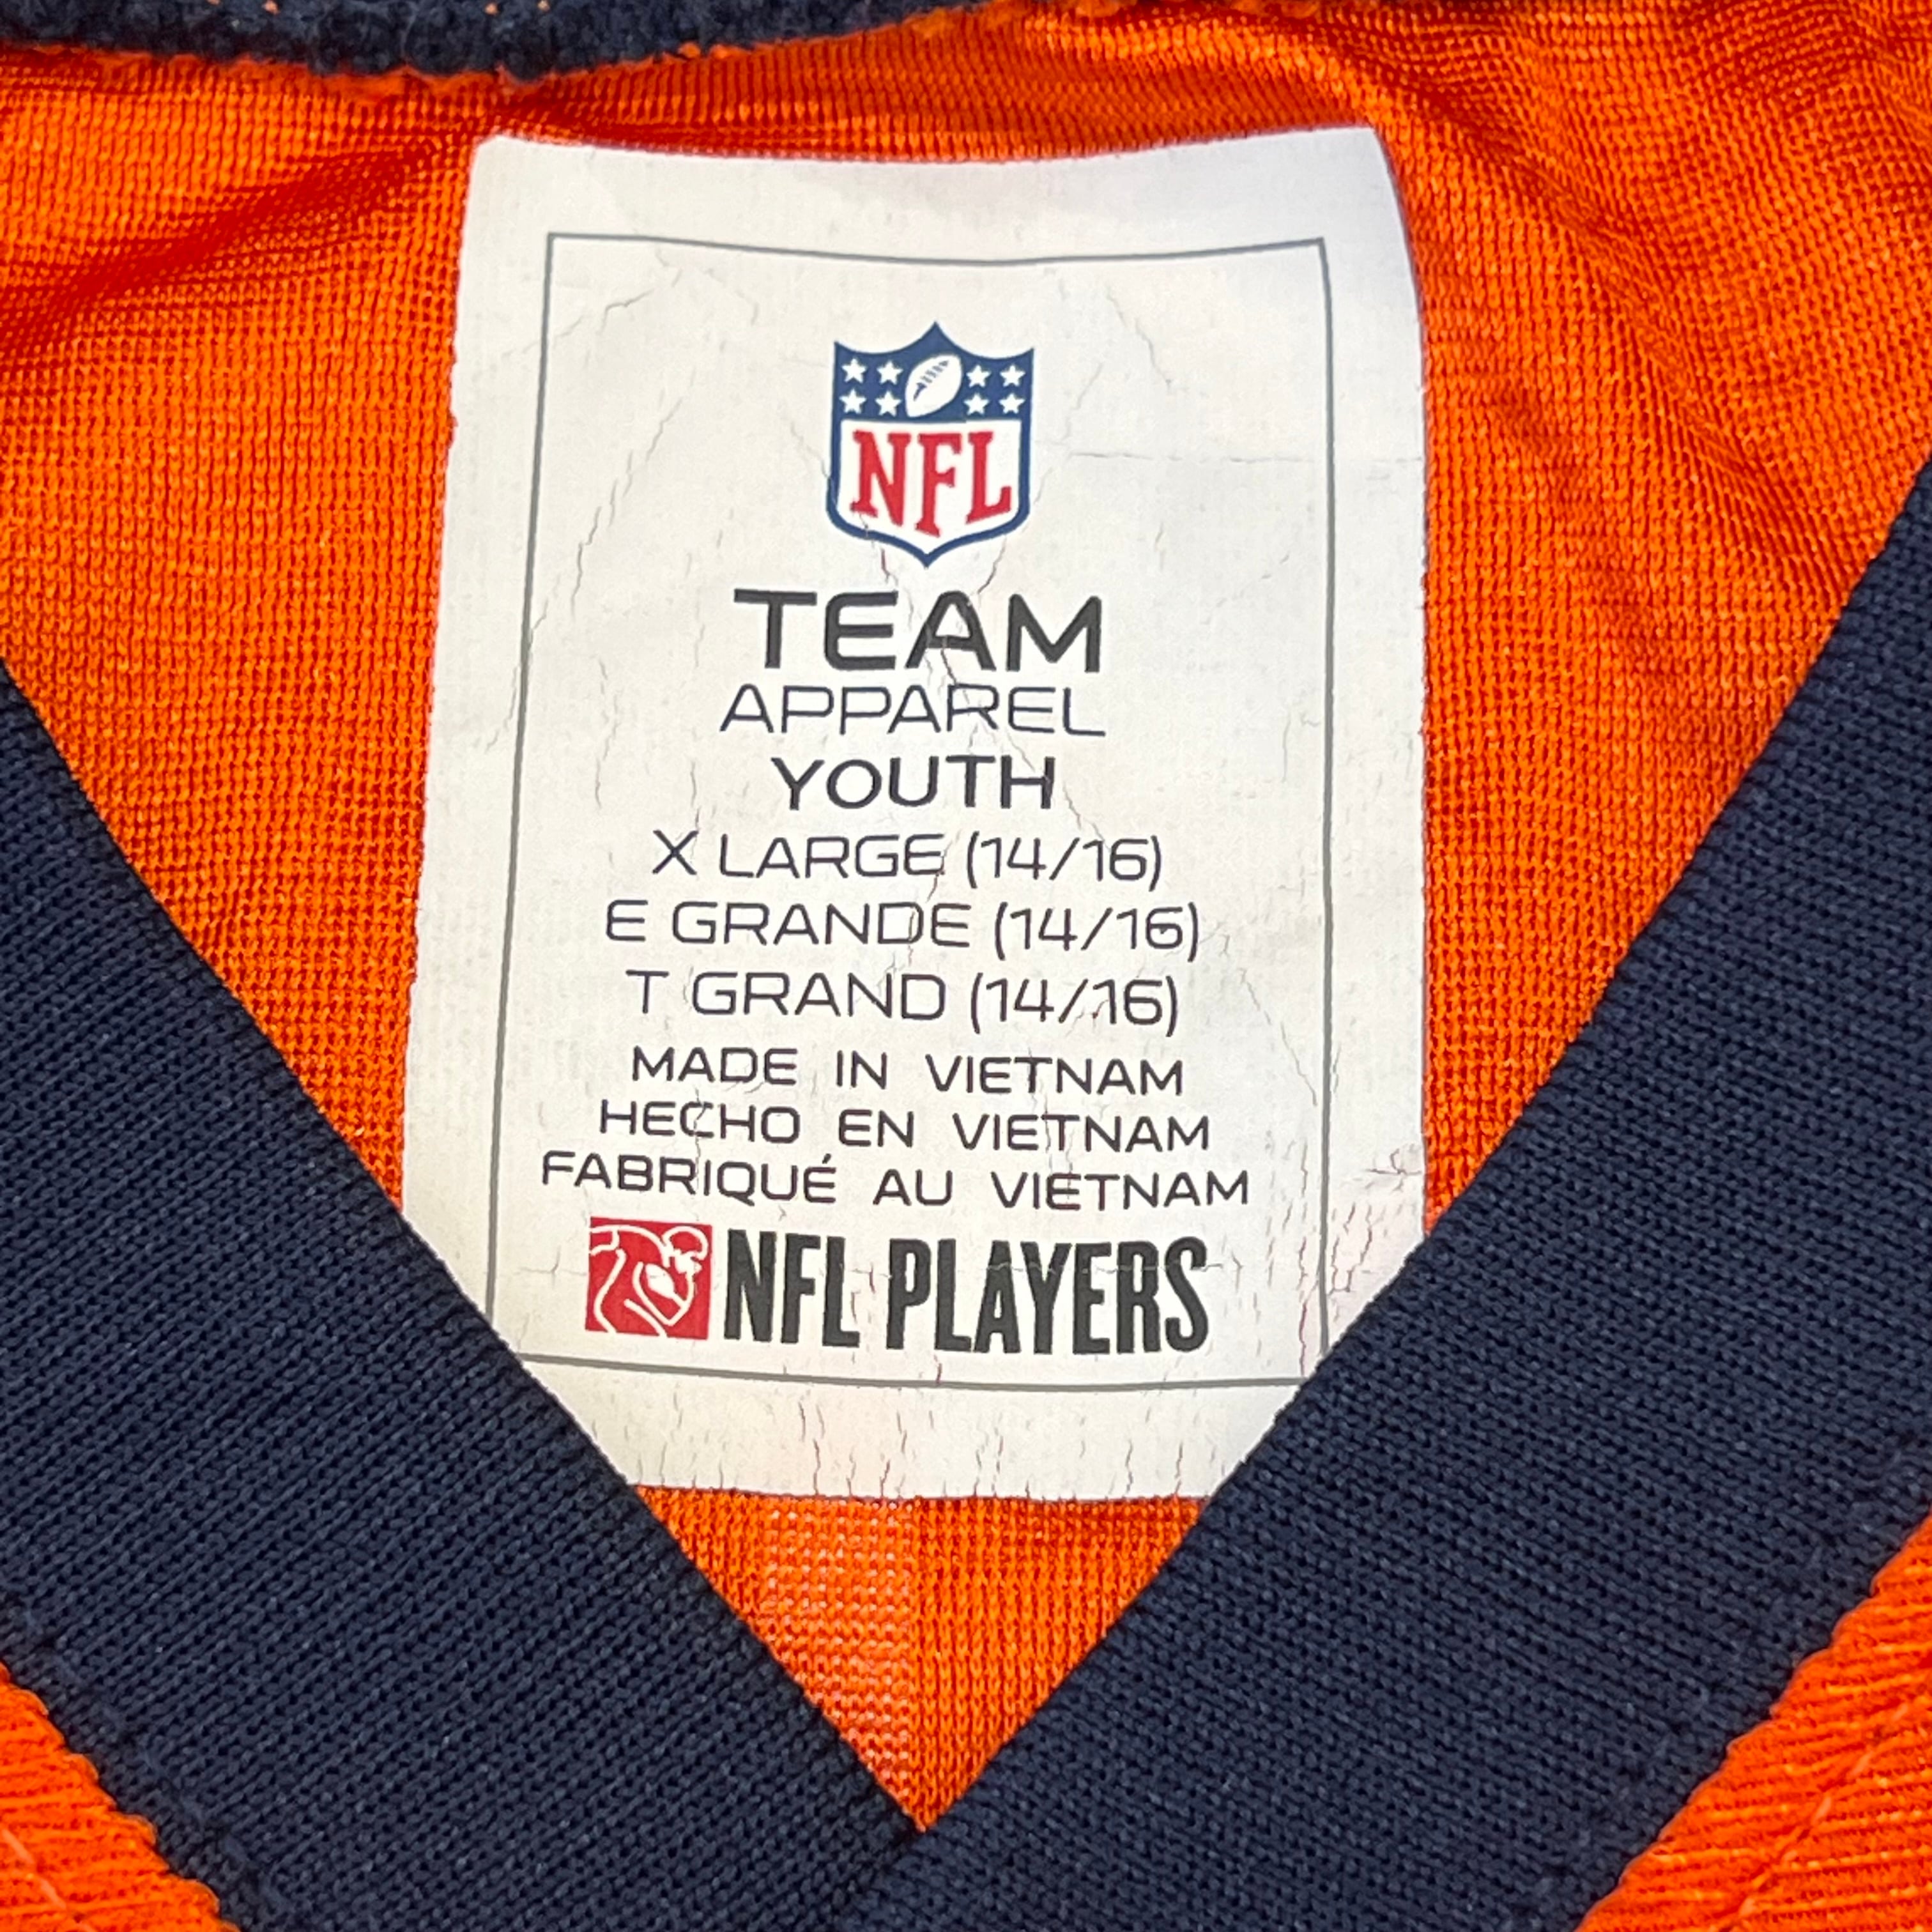 NFL
TEAM
APPAREL
YOUTH
X LARGE (14/16)
E GRANDE (14/16)
T GRAND (14/16)
MADE IN VIETNAM
HECHO EN VIETNAM
FABRIQUÉ AU VIETNAM
NFL PLAYERS